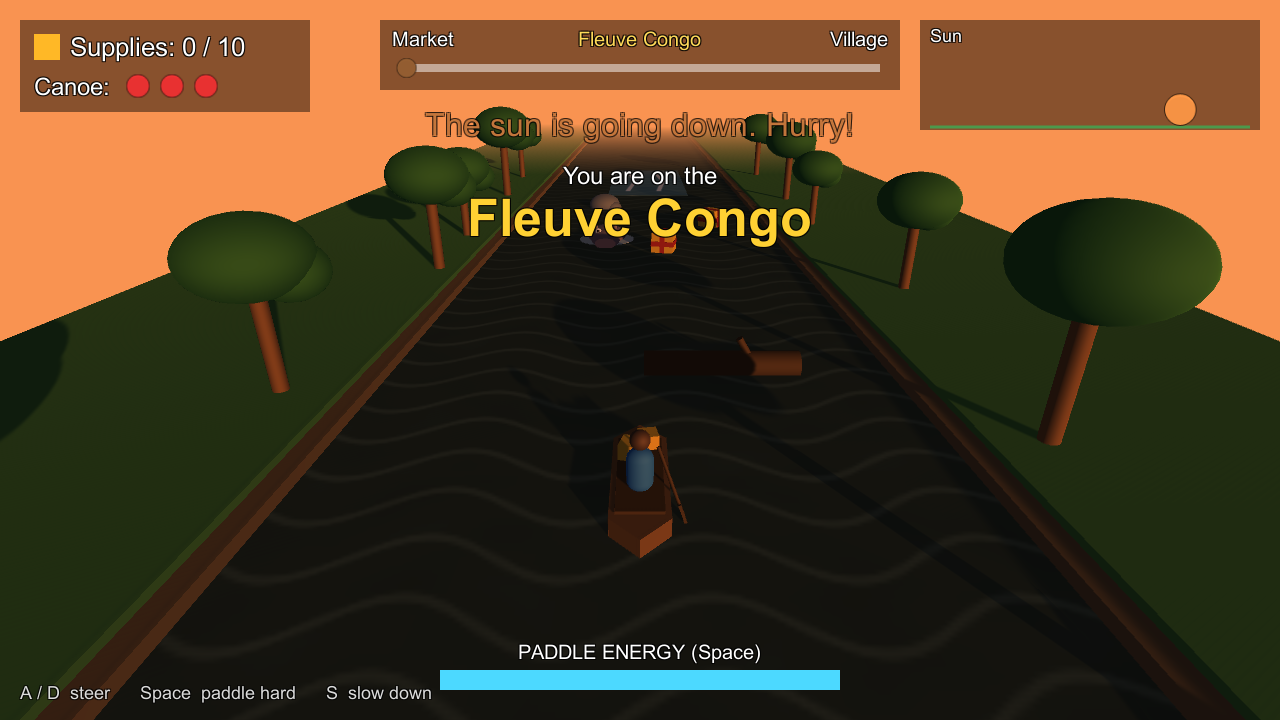 Supplies: 0 / 10
Canoe:
Market
Fleuve Congo
Village
Sun
The sun is going down. Hurry!
You are on the
Fleuve Congo
PADDLE ENERGY (Space)
A / D steer
Space paddle hard
S slow down